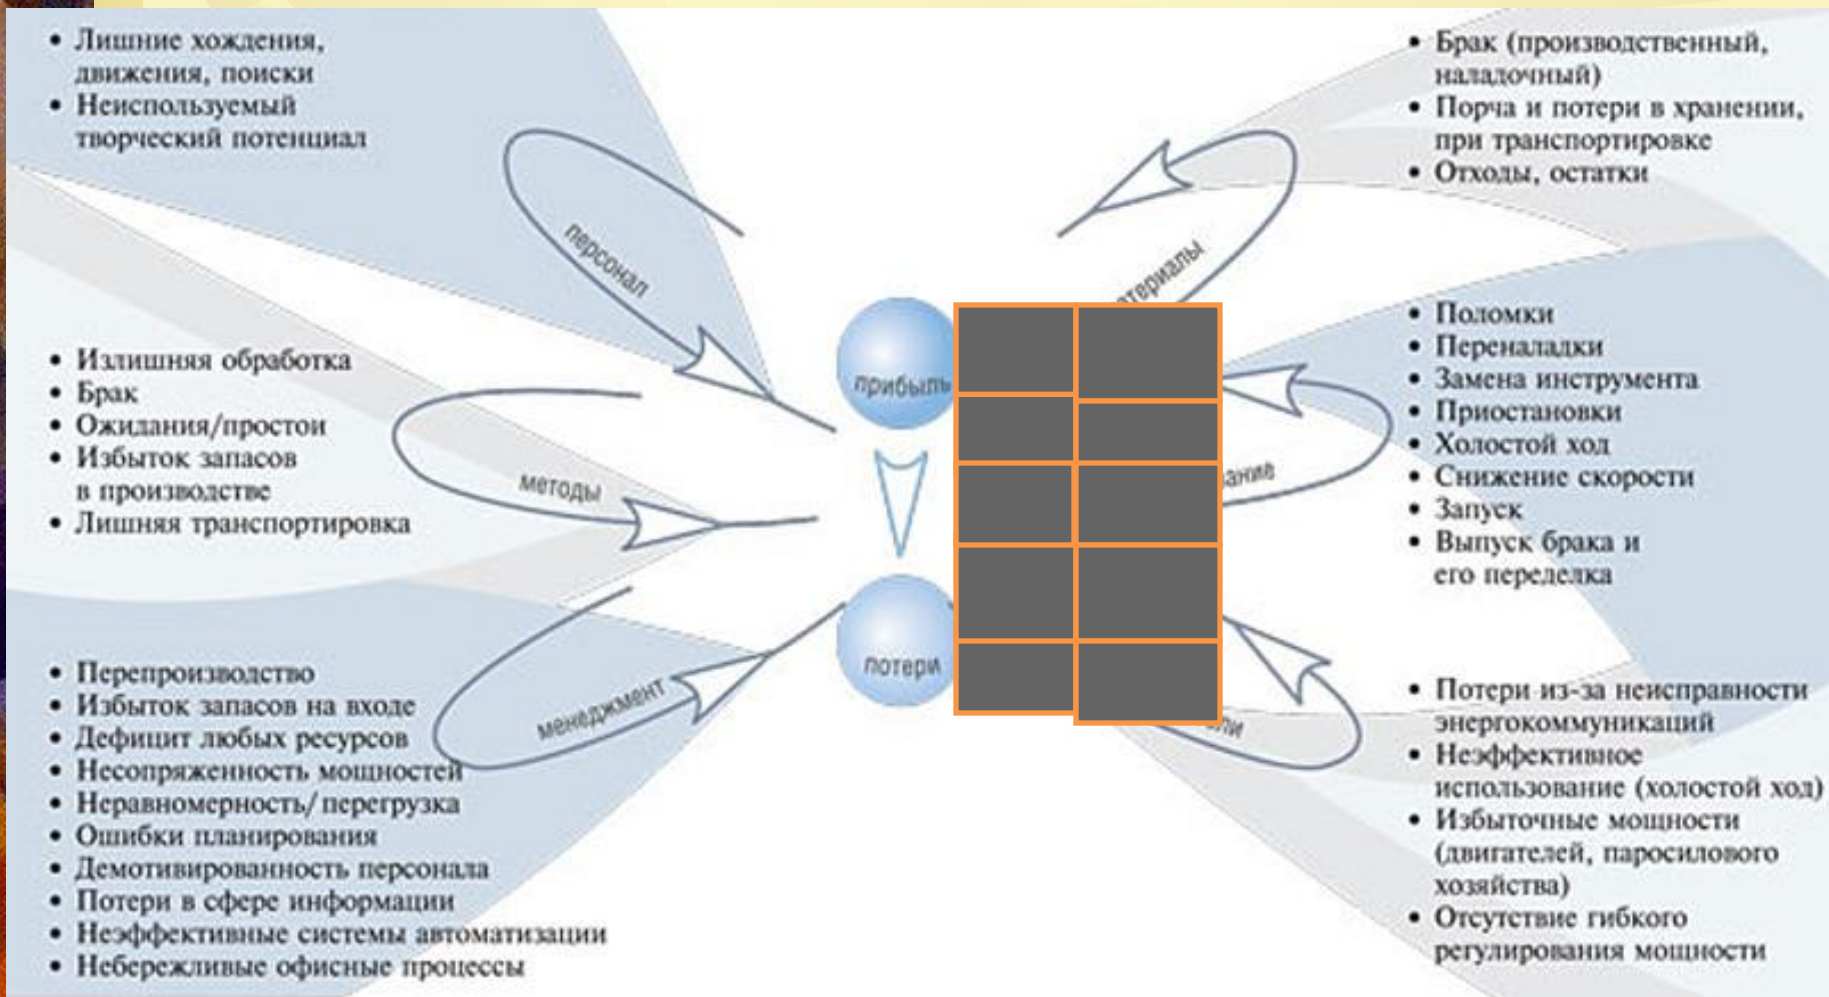 • Лишние хождения,
движения, поиски
• Неиспользуемый
творческий потенциал
персонал
• Излишняя обработка
• Брак
• Ожидания/простои
• Избыток запасов
в производстве
• Лишняя транспортировка
методы
• Перепроизводство
• Избыток запасов на входе
• Дефицит любых ресурсов
• Несопряженность мощностей
• Неравномерность/перегрузка
• Ошибки планирования
• Демотивированность персонала
• Потери в сфере информации
• Неэффективные системы автоматизации
• Небережливые офисные процессы
менеджмент
прибыль
потери
• Брак (производственный,
наладочный)
• Порча и потери в хранении,
при транспортировке
• Отходы, остатки
• Поломки
• Переналадки
• Замена инструмента
• Приостановки
• Холостой ход
• Снижение скорости
• Запуск
• Выпуск брака и
его переделка
• Потери из-за неисправности
энергокоммуникаций
• Неэффективное
использование (холостой ход)
• Избыточные мощности
(двигателей, паросилового
хозяйства)
• Отсутствие гибкого
регулирования мощности